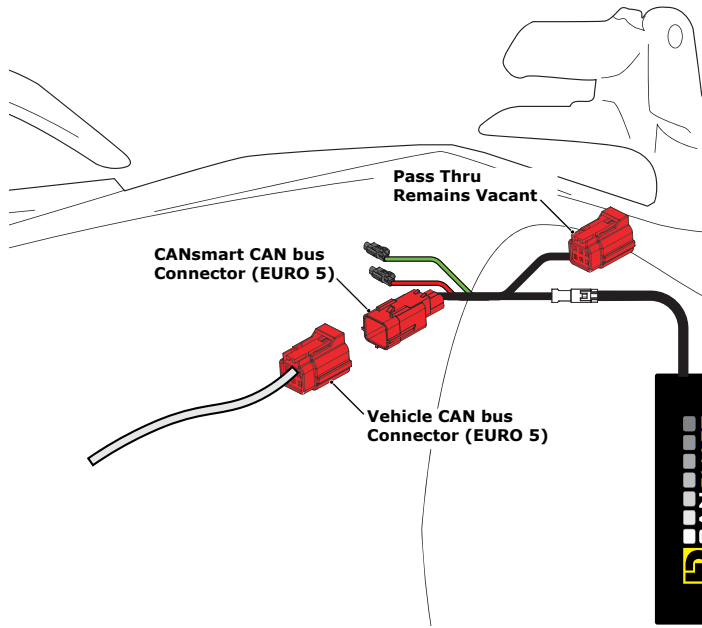 Pass Thru
Remains Vacant
CANsmart CAN bus
Connector (EURO 5)
Vehicle CAN bus
Connector (EURO 5)